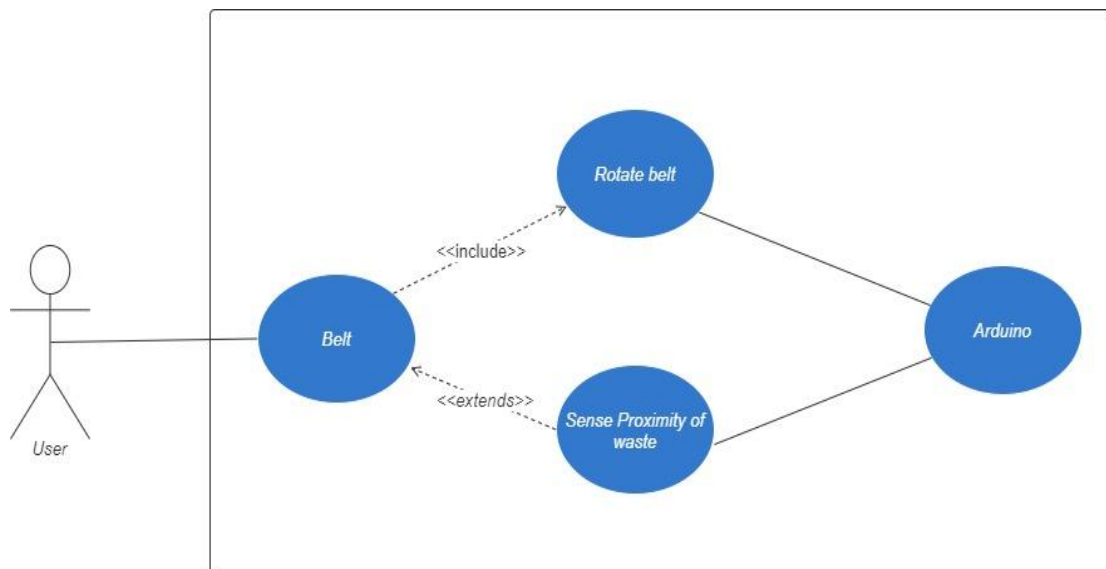 Rotate belt
<<include>>
Belt
Arduino
<<extends>>
Sense Proximity of
waste
User